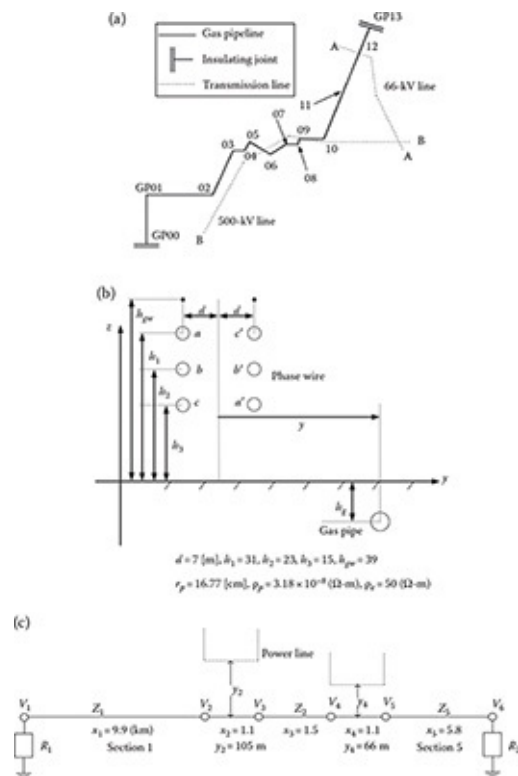 (a)
GP13
Gas pipeline
Insulating joint
Transmission line
A
12
66-kV line
11
07
09
05
03
04
06
08
10
B
A
GP01
02
GP00
500-kV line
B
(b)
z
h_gw
h_1
h_2
h_3
d
d
a
c'
b
b'
Phase wire
c
a'
y
y
h_g
Gas pipe
d = 7 [m], h_1 = 31, h_2 = 23, h_3 = 15, h_gw = 39
r_p = 16.77 [cm], ρ_p = 3.18 × 10^-8 (Ω·m), ρ_e = 50 (Ω·m)
(c)
Power line
V_1
Z_1
V_2
y_2
V_3
Z_2
V_4
y_4
V_5
Z_5
V_6
R_1
x_1 = 9.9 (km)
x_2 = 1.1
x_3 = 1.5
x_4 = 1.1
x_5 = 5.8
Section 1
y_2 = 105 m
y_4 = 66 m
Section 5